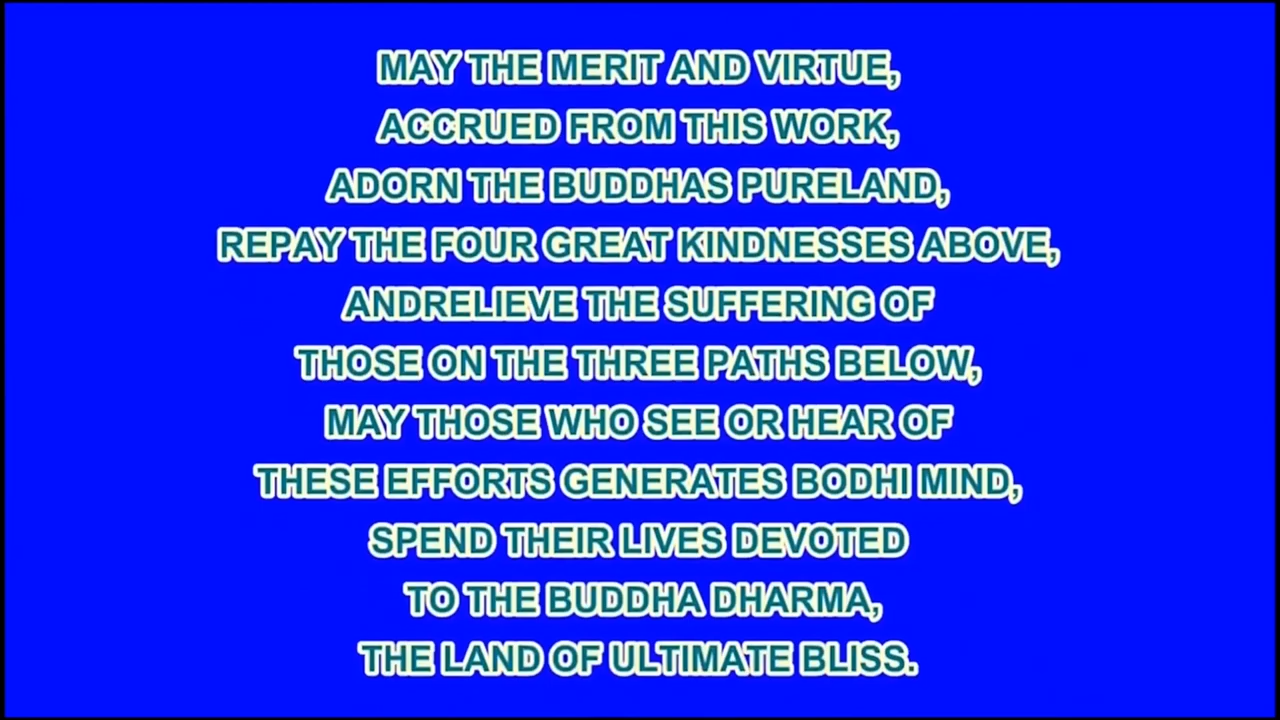 MAY THE MERIT AND VIRTUE,
ACCRUED FROM THIS WORK,
ADORN THE BUDDHAS PURELAND,
REPAY THE FOUR GREAT KINDNESSES ABOVE,
ANDRELIEVE THE SUFFERING OF
THOSE ON THE THREE PATHS BELOW,
MAY THOSE WHO SEE OR HEAR OF
THESE EFFORTS GENERATES BODHI MIND,
SPEND THEIR LIVES DEVOTED
TO THE BUDDHA DHARMA,
THE LAND OF ULTIMATE BLISS.